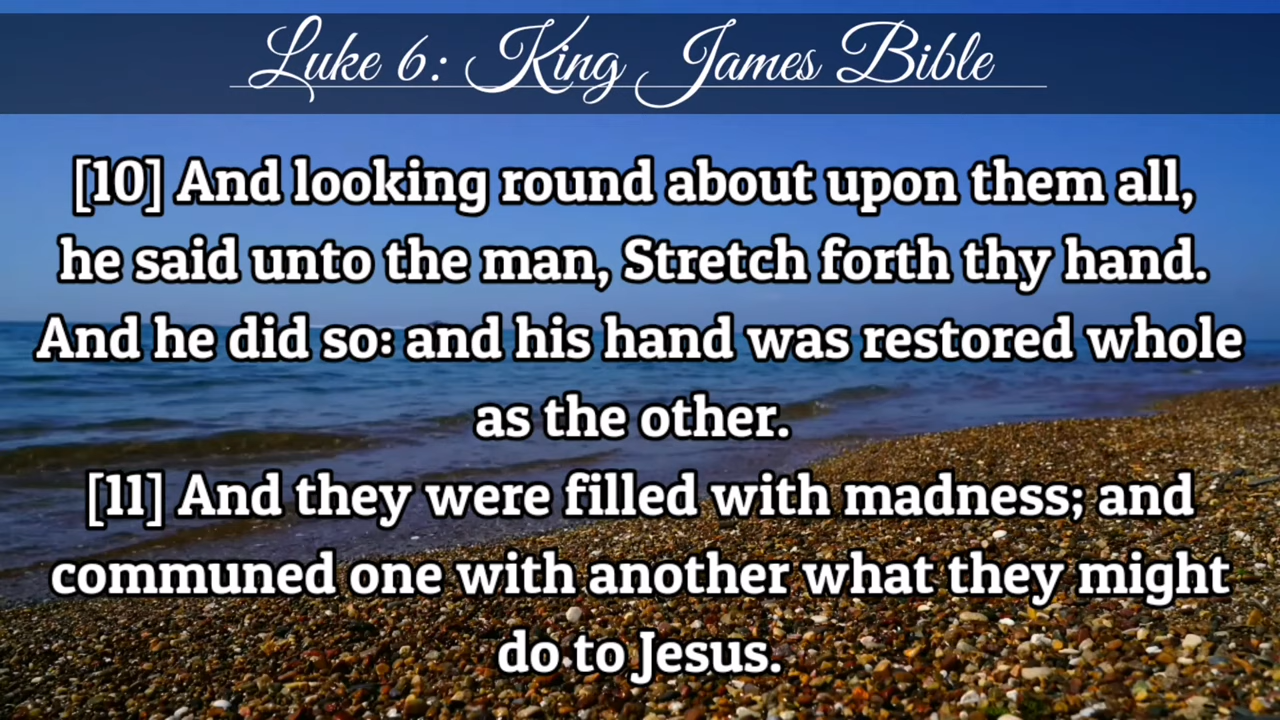 Luke 6: King James Bible
[10] And looking round about upon them all,
he said unto the man, Stretch forth thy hand.
And he did so: and his hand was restored whole
as the other.
[11] And they were filled with madness; and
communed one with another what they might
do to Jesus.